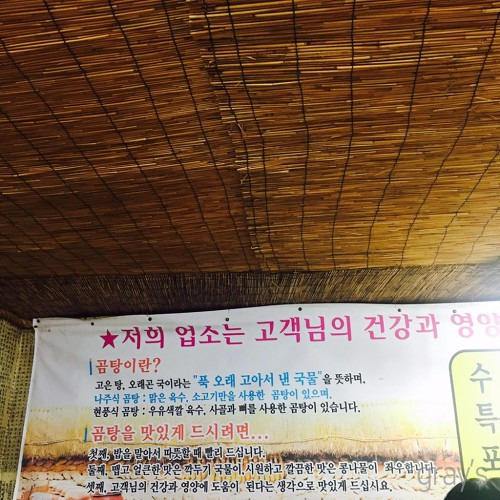 ★저희 업소는 고객님의 건강과 영양
곰탕이란?
고은 탕, 오래곤 국이라는 "푹 오래 고아서 낸 국물"을 뜻하며,
나주식 곰탕 : 맑은 육수, 소고기만을 사용한 곰탕이 있으며,
현풍식 곰탕 : 우유색깔 육수, 사골과 뼈를 사용한 곰탕이 있습니다.
곰탕을 맛있게 드시려면...
첫째, 밥을 말아서 따뜻할 때 빨리 드십니다.
둘째, 맵고 얼큰한 맛은 깍두기 국물이, 시원하고 깔끔한 맛은 콩나물이 좌우합니다.
셋째, 고객님의 건강과 영양에 도움이 된다는 생각으로 맛있게 드십시요.
수
특
포
gray's